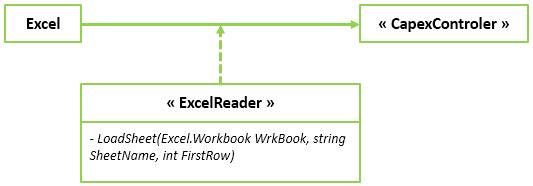 Excel
« CapexControler »
« ExcelReader »
- LoadSheet(Excel.Workbook WrkBook, string
SheetName, int FirstRow)